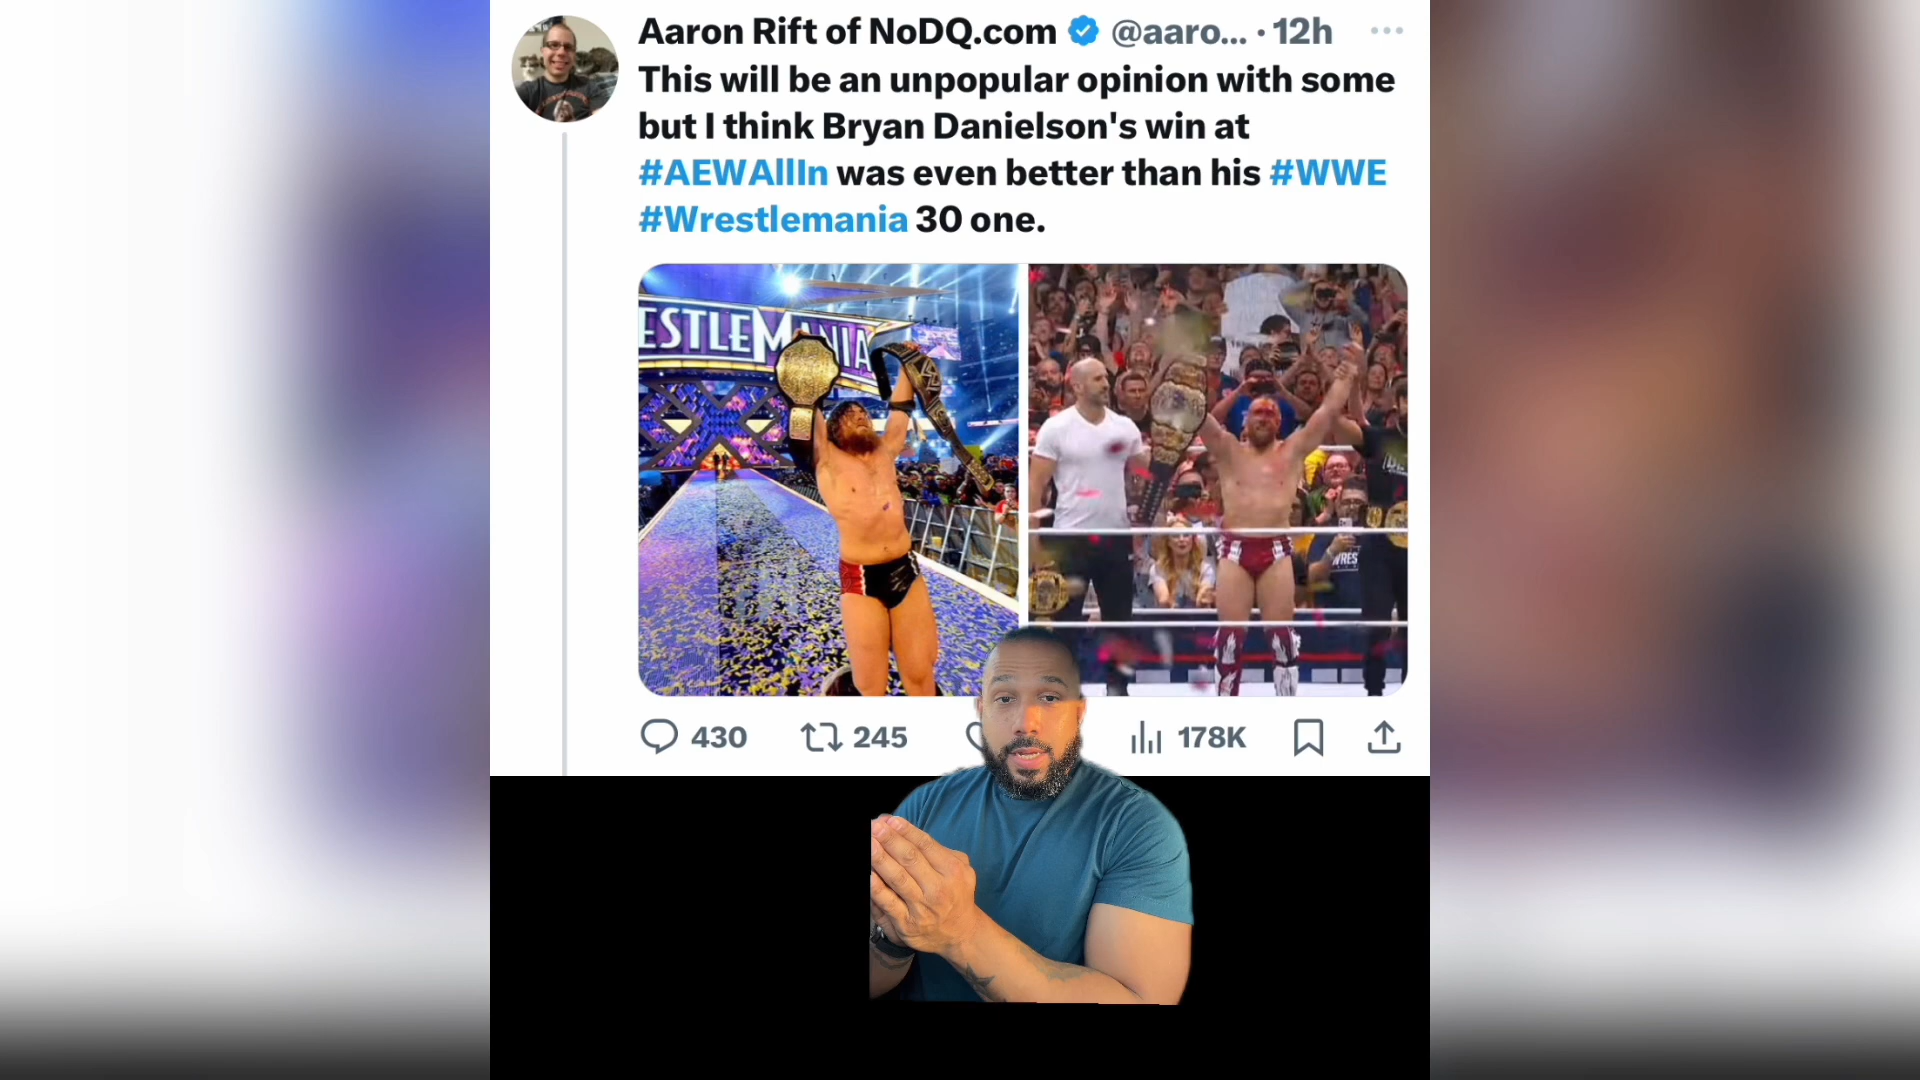 Aaron Rift of NoDQ.com @aaro... · 12h
This will be an unpopular opinion with some
but I think Bryan Danielson's win at
#AEWAllIn was even better than his #WWE
#Wrestlemania 30 one.
ESTLEMANIA
430 245 178K